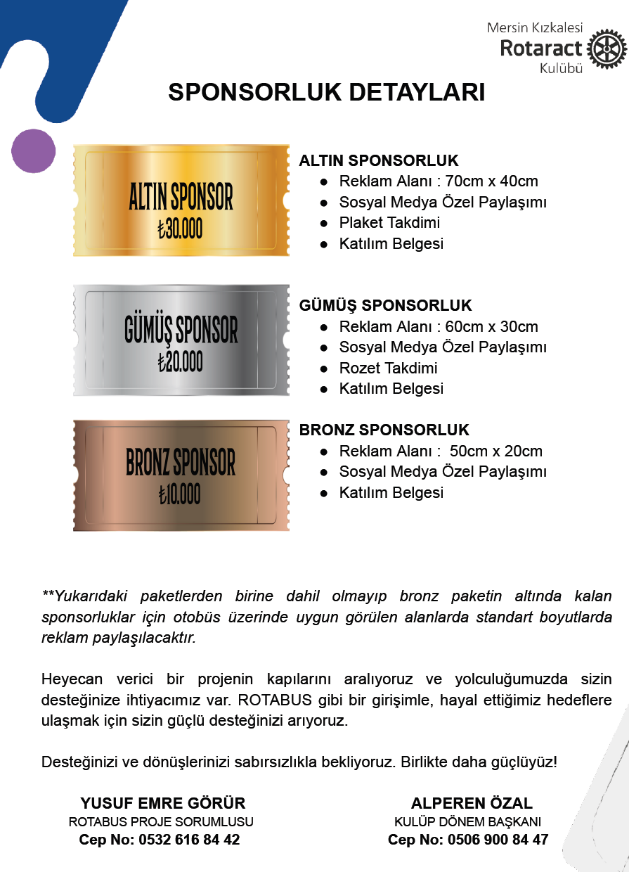 Mersin Kızkalesi
Rotaract
Kulübü
SPONSORLUK DETAYLARI
ALTIN SPONSOR
₺30.000
ALTIN SPONSORLUK
● Reklam Alanı : 70cm x 40cm
● Sosyal Medya Özel Paylaşımı
● Plaket Takdimi
● Katılım Belgesi
GÜMÜŞ SPONSOR
₺20.000
GÜMÜŞ SPONSORLUK
● Reklam Alanı : 60cm x 30cm
● Sosyal Medya Özel Paylaşımı
● Rozet Takdimi
● Katılım Belgesi
BRONZ SPONSOR
₺10.000
BRONZ SPONSORLUK
● Reklam Alanı :  50cm x 20cm
● Sosyal Medya Özel Paylaşımı
● Katılım Belgesi
**Yukarıdaki paketlerden birine dahil olmayıp bronz paketin altında kalan
sponsorluklar için otobüs üzerinde uygun görülen alanlarda standart boyutlarda
reklam paylaşılacaktır.
Heyecan verici bir projenin kapılarını aralıyoruz ve yolculuğumuzda sizin
desteğinize ihtiyacımız var. ROTABUS gibi bir girişimle, hayal ettiğimiz hedeflere
ulaşmak için sizin güçlü desteğinizi arıyoruz.
Desteğinizi ve dönüşlerinizi sabırsızlıkla bekliyoruz. Birlikte daha güçlüyüz!
YUSUF EMRE GÖRÜR
ROTABUS PROJE SORUMLUSU
Cep No: 0532 616 84 42
ALPEREN ÖZAL
KULÜP DÖNEM BAŞKANI
Cep No: 0506 900 84 47